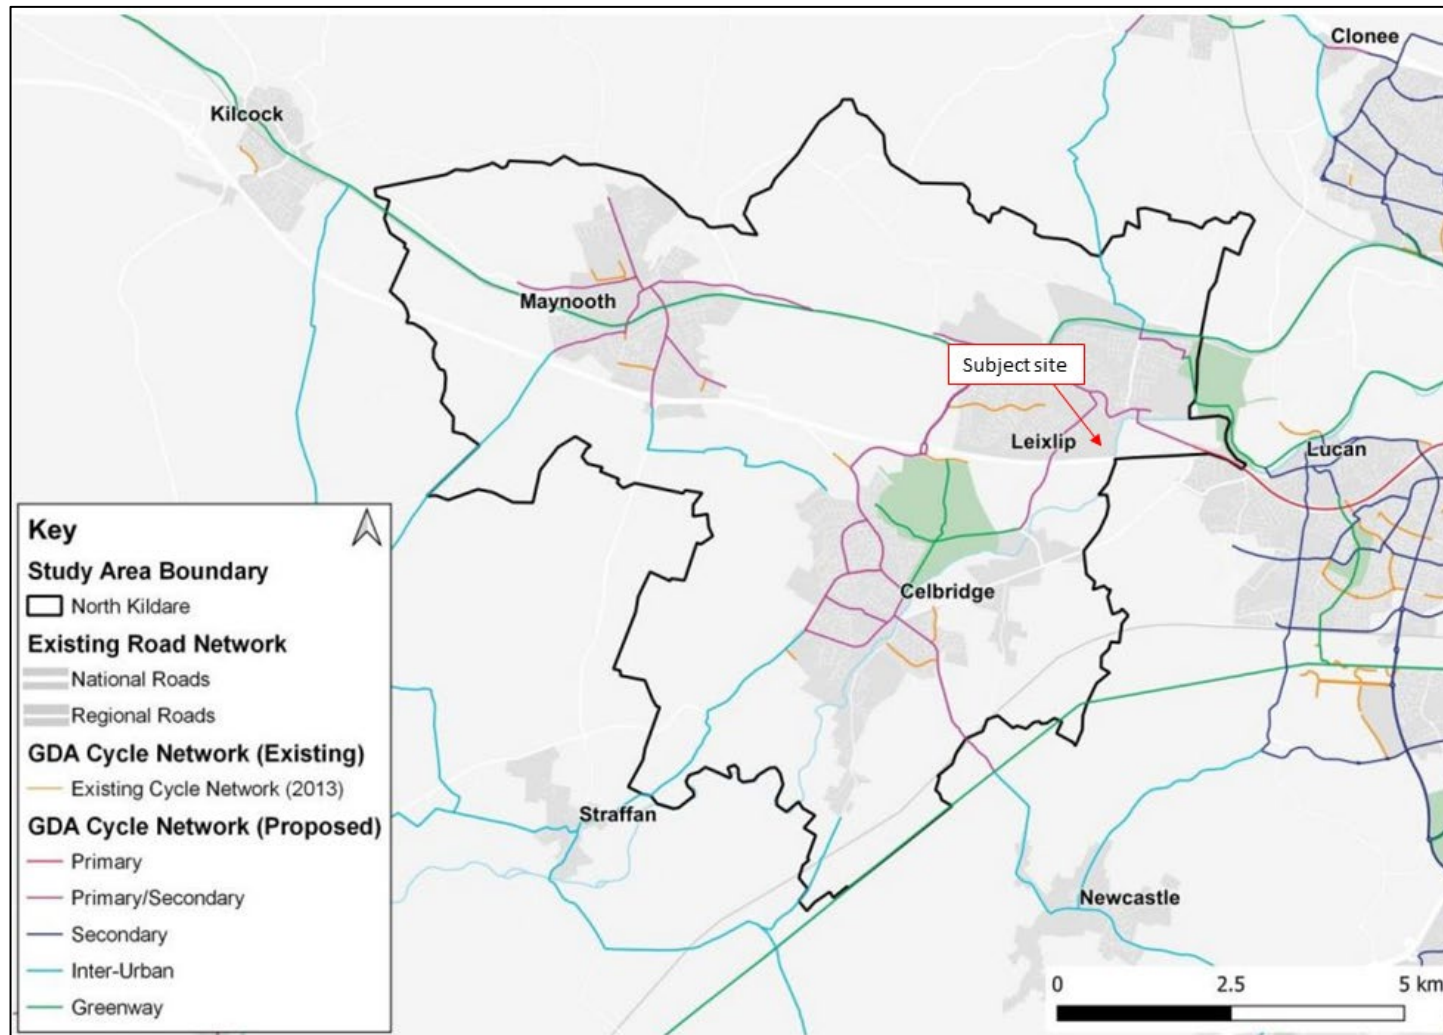 Clonee
Kilcock
Maynooth
Subject site
Leixlip
Lucan
Celbridge
Straffan
Newcastle
Key
Study Area Boundary
North Kildare
Existing Road Network
National Roads
Regional Roads
GDA Cycle Network (Existing)
Existing Cycle Network (2013)
GDA Cycle Network (Proposed)
Primary
Primary/Secondary
Secondary
Inter-Urban
Greenway
0 2.5 5 km